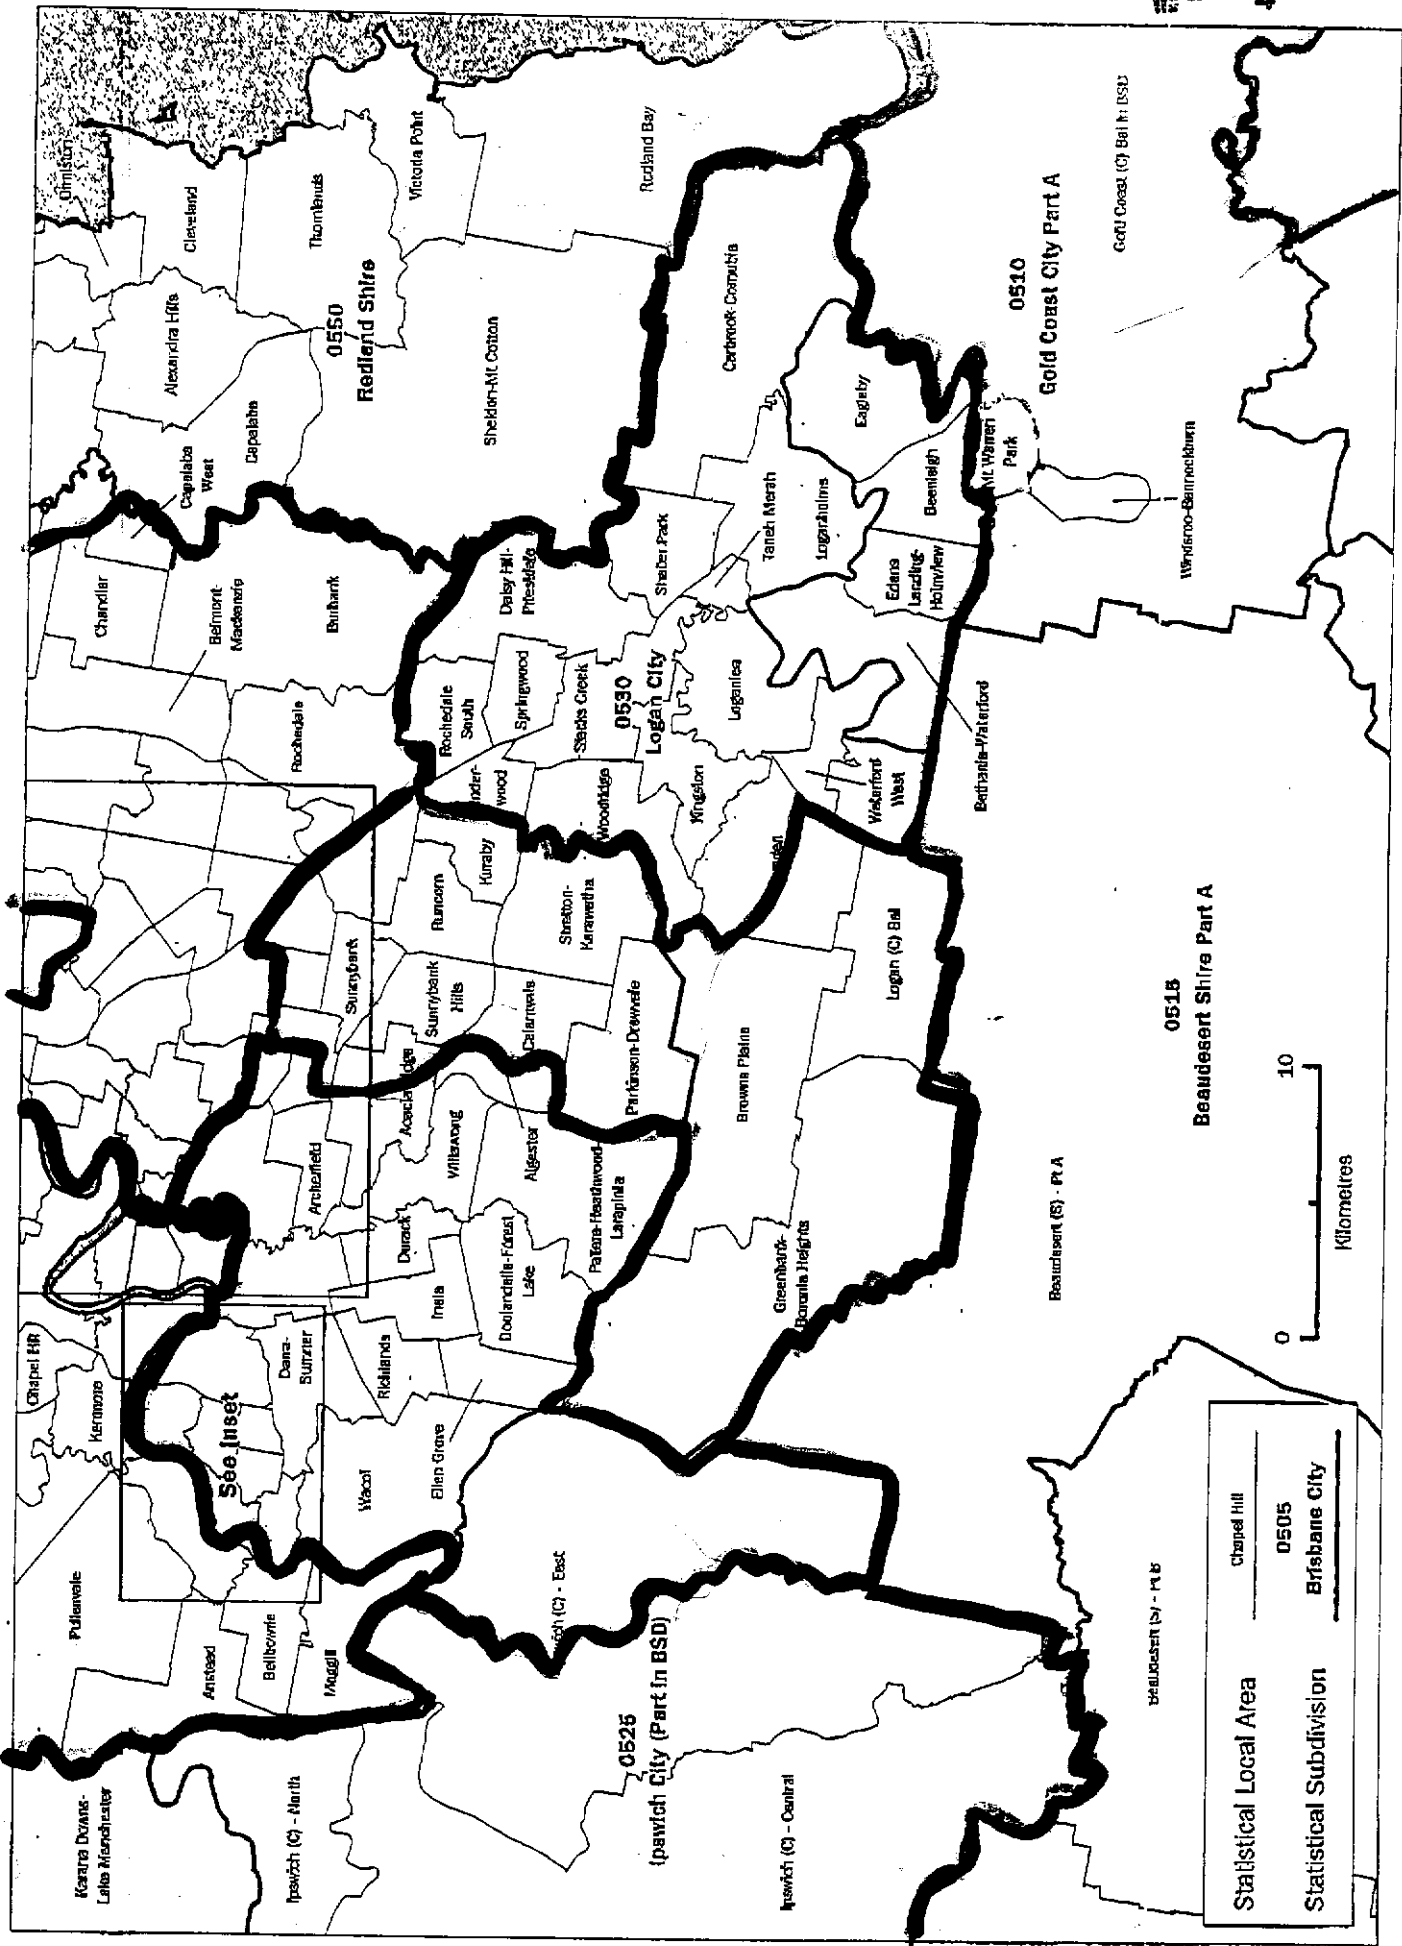 Karana Downs-
Lake Manchester
Pullenvale
Kenmore
Chapel Hill
Anstead
Bellbowrie
Moggill
Ipswich (C) - North
See Inset
Wacol
Ellen Grove
Richlands
Inala
Durack
Doolandella-Forest
Lake
Archerfield
Willawong
Algester
Pallara-Heathwood-
Larapinta
Parkinson-Drewvale
Calamvale
Sunnybank
Hills
Sunnybank
Runcorn
Kuraby
Stretton-
Karawatha
Rochedale
Burbank
Belmont-
Mackenzie
Chandler
Capalaba
West
Capalaba
Alexandra Hills
Ormiston
Cleveland
Thornlands
Victoria Point
0550
Redland Shire
Sheldon-Mt Cotton
Redland Bay
Rochedale
South
Springwood
Daisy Hill-
Priestdale
Slacks Creek
Woodridge
0530
Logan City
Shailer Park
Tanah Merah
Loganholme
Loganlea
Kingston
Waterford
West
Carbrook-Cornubia
Eagleby
Beenleigh
Edens
Landing-
Holmview
Mt Warren
Park
Bethania-Waterford
Windaroo-Bannockburn
0510
Gold Coast City Part A
Gold Coast (C) Bal in BSD
Browns Plains
Logan (C) Bal
Greenbank-
Boronia Heights
0515
Beaudesert Shire Part A
Beaudesert (S) - Pt A
Beaudesert (S) - Pt B
0525
Ipswich City (Part in BSD)
(C) - East
Ipswich (C) - Central
0
10
Kilometres
Statistical Local Area
Chapel Hill
0505
Statistical Subdivision
Brisbane City